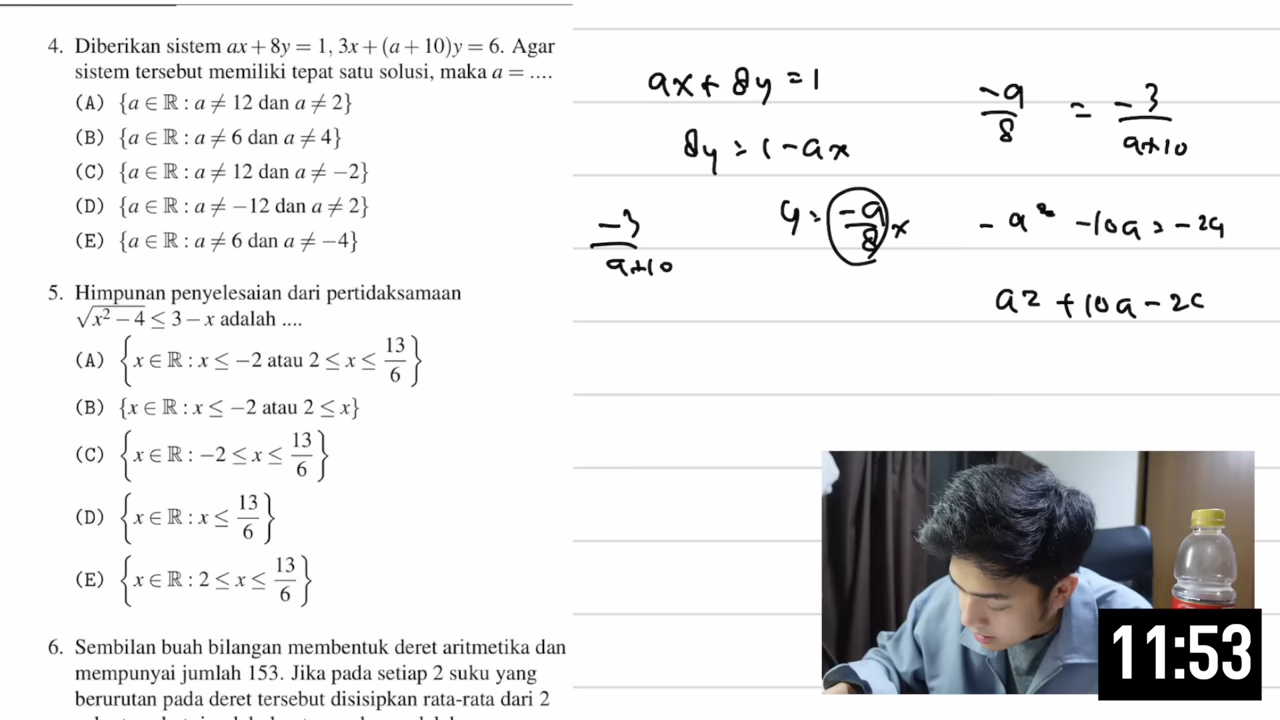 4. Diberikan sistem ax + 8y = 1, 3x + (a + 10)y = 6. Agar
sistem tersebut memiliki tepat satu solusi, maka a = ....
(A) {a ∈ ℝ : a ≠ 12 dan a ≠ 2}
(B) {a ∈ ℝ : a ≠ 6 dan a ≠ 4}
(C) {a ∈ ℝ : a ≠ 12 dan a ≠ −2}
(D) {a ∈ ℝ : a ≠ −12 dan a ≠ 2}
(E) {a ∈ ℝ : a ≠ 6 dan a ≠ −4}
5. Himpunan penyelesaian dari pertidaksamaan
√(x² − 4) ≤ 3 − x adalah ....
(A) {x ∈ ℝ : x ≤ −2 atau 2 ≤ x ≤ 13/6}
(B) {x ∈ ℝ : x ≤ −2 atau 2 ≤ x}
(C) {x ∈ ℝ : −2 ≤ x ≤ 13/6}
(D) {x ∈ ℝ : x ≤ 13/6}
(E) {x ∈ ℝ : 2 ≤ x ≤ 13/6}
6. Sembilan buah bilangan membentuk deret aritmetika dan
mempunyai jumlah 153. Jika pada setiap 2 suku yang
berurutan pada deret tersebut disisipkan rata-rata dari 2
ax + 8y = 1
8y = 1 - ax
y = -a/8 x
-3/a+10
-a/8 = -3/a+10
-a² - 10a = -24
a2 + 10a - 2
11:53